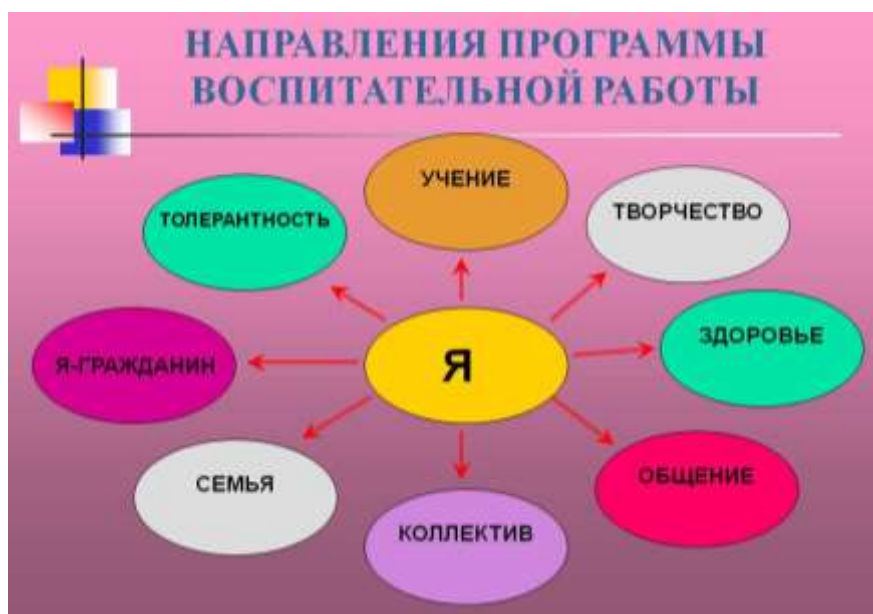 НАПРАВЛЕНИЯ ПРОГРАММЫ
ВОСПИТАТЕЛЬНОЙ РАБОТЫ
УЧЕНИЕ
ТВОРЧЕСТВО
ТОЛЕРАНТНОСТЬ
ЗДОРОВЬЕ
Я
Я-ГРАЖДАНИН
ОБЩЕНИЕ
СЕМЬЯ
КОЛЛЕКТИВ